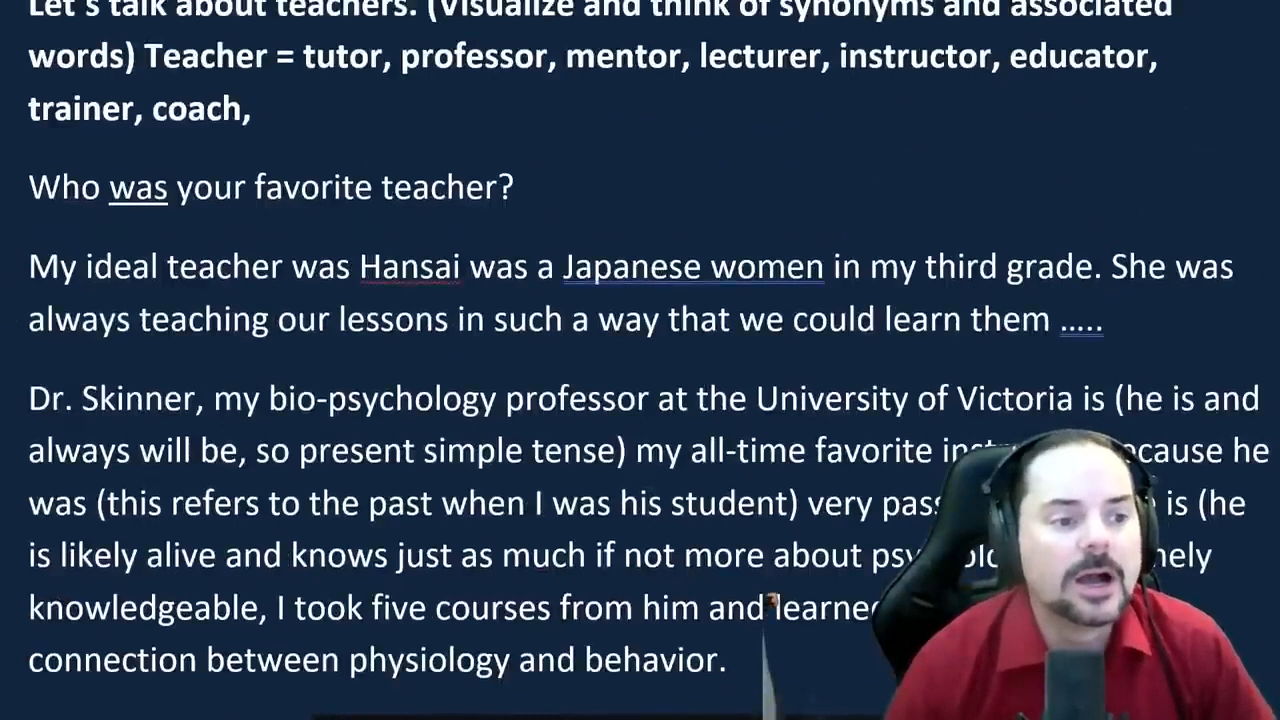 Let's talk about teachers. (Visualize and think of synonyms and associated
words) Teacher = tutor, professor, mentor, lecturer, instructor, educator,
trainer, coach,
Who was your favorite teacher?
My ideal teacher was Hansai was a Japanese women in my third grade. She was
always teaching our lessons in such a way that we could learn them .....
Dr. Skinner, my bio-psychology professor at the University of Victoria is (he is and
always will be, so present simple tense) my all-time favorite he
was (this refers to the past when I was his student) very is (he
is likely alive and knows just as much if not more about
knowledgeable, I took five courses from him and learned
connection between physiology and behavior.